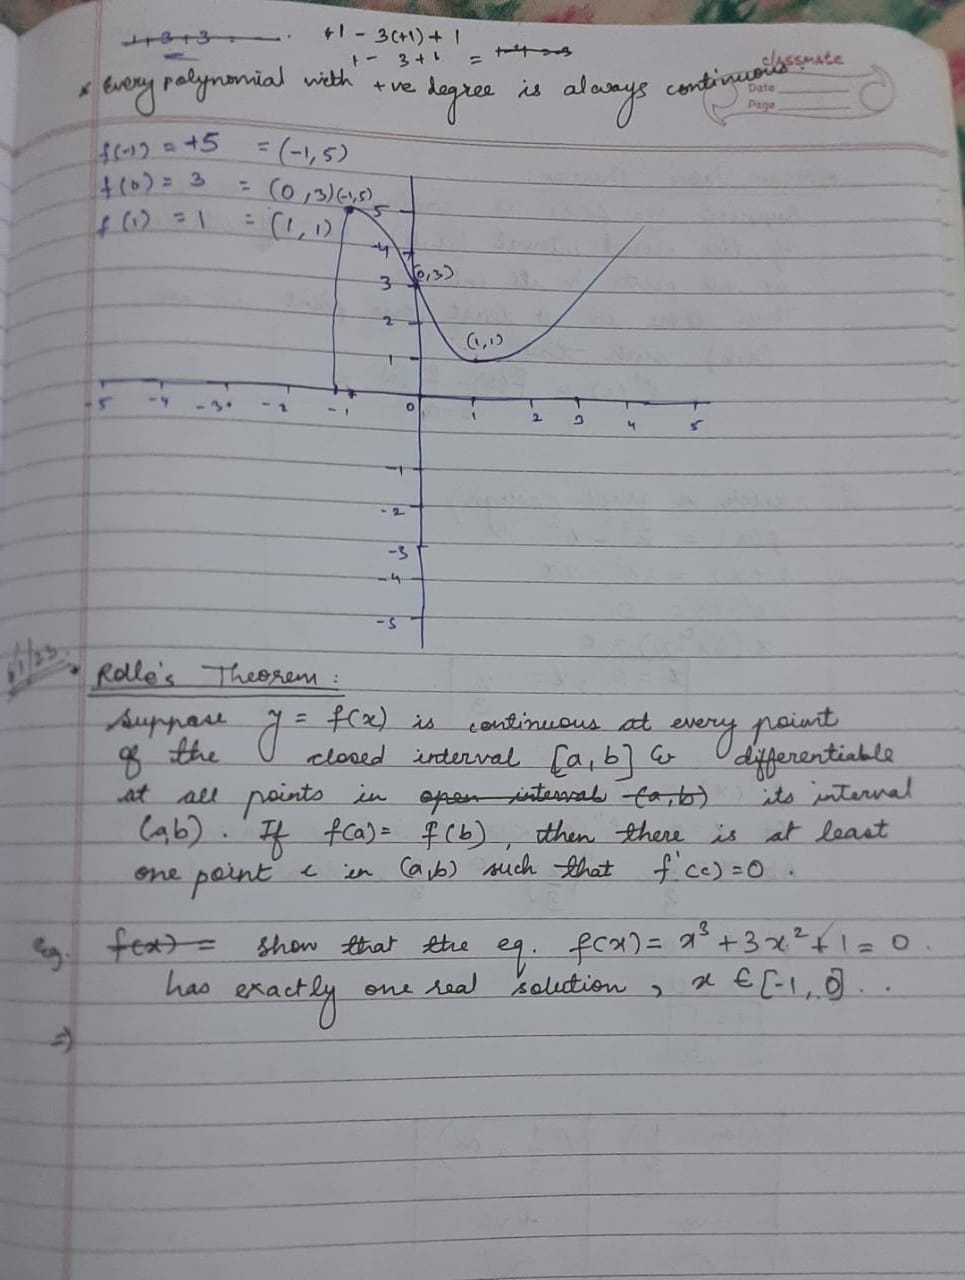 +1 - 3(+1) + 1
1 - 3 + 1 =
classmate
* Every polynomial with +ve degree is always continuous.
Date
Page
f(-1) = +5 = (-1, 5)
f(0) = 3 = (0, 3) (-1,5)
f(1) = 1 = (1, 1)
5
4
(0,3)
3
2
(1,1)
1
-5 -4 -3 -2 -1 0 1 2 3 4 5
-1
-2
-3
-4
-5
Rolle's Theorem :
Suppose y = f(x) is continuous at every point
of the closed interval [a, b] & differentiable
at all points in open interval (a, b) its interval
(a,b). If f(a) = f(b), then there is at least
one point c in (a,b) such that f'(c) = 0 .
Eg. f(x) = show that the eq. f(x) = x³ + 3x² + 1 = 0 .
has exactly one real solution, x ∈ [-1, 0] . .
⇒